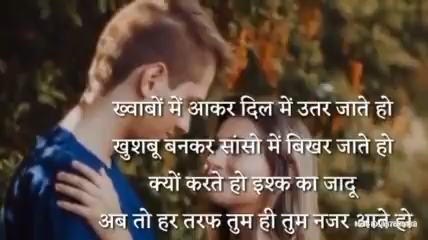 ख्वाबों में आकर दिल में उतर जाते हो
खुशबू बनकर सांसो में बिखर जाते हो
क्यों करते हो इश्क का जादू
अब तो हर तरफ तुम ही तुम नजर आते हो